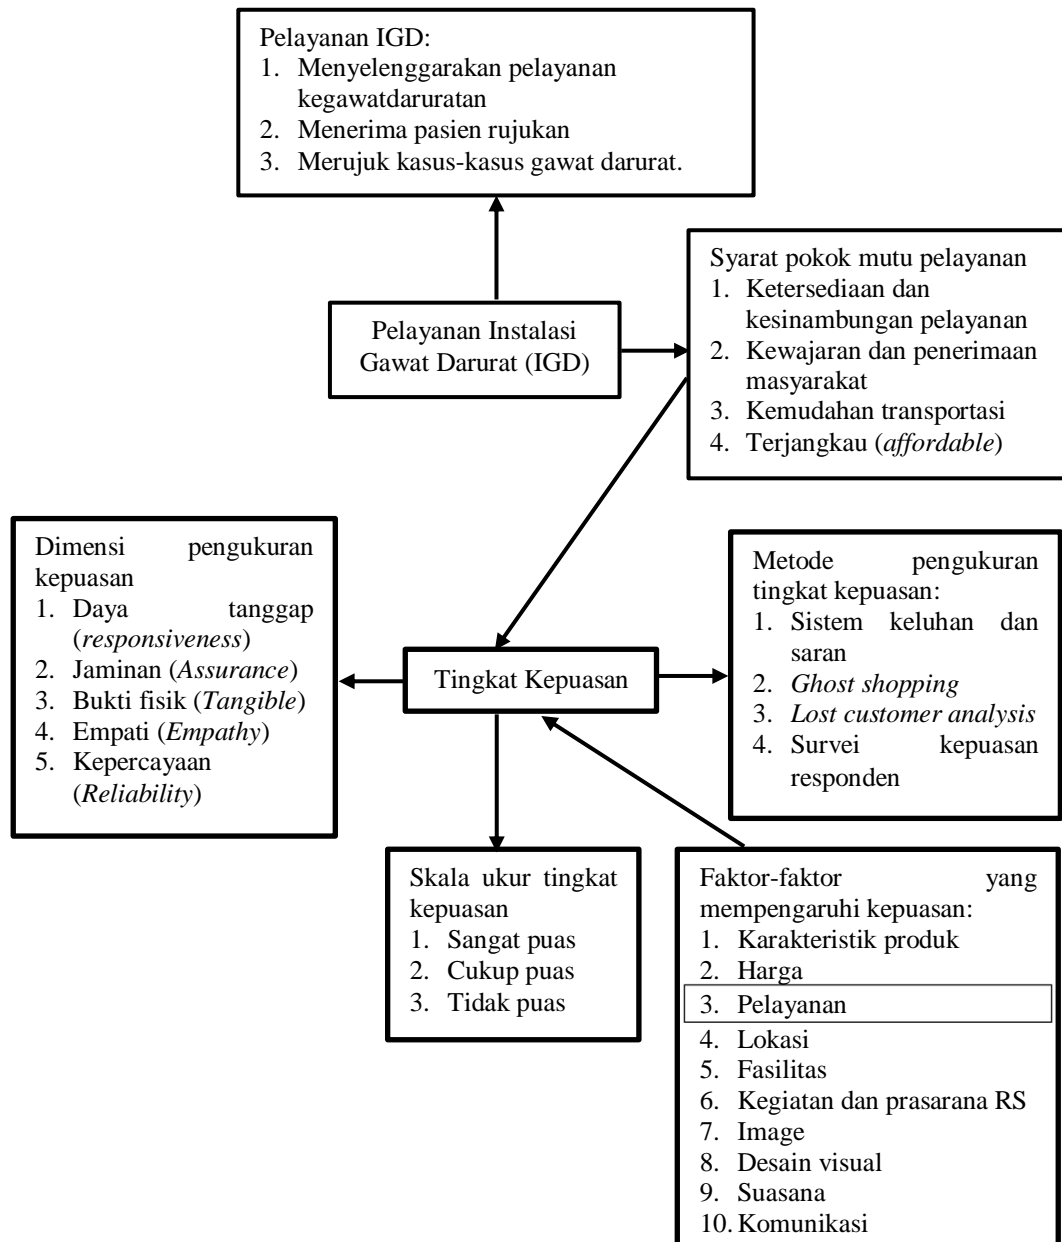 Pelayanan IGD:
1. Menyelenggarakan pelayanan
kegawatdaruratan
2. Menerima pasien rujukan
3. Merujuk kasus-kasus gawat darurat.
Pelayanan Instalasi
Gawat Darurat (IGD)
Syarat pokok mutu pelayanan
1. Ketersediaan dan
kesinambungan pelayanan
2. Kewajaran dan penerimaan
masyarakat
3. Kemudahan transportasi
4. Terjangkau (affordable)
Dimensi pengukuran
kepuasan
1. Daya tanggap
(responsiveness)
2. Jaminan (Assurance)
3. Bukti fisik (Tangible)
4. Empati (Empathy)
5. Kepercayaan
(Reliability)
Tingkat Kepuasan
Metode pengukuran
tingkat kepuasan:
1. Sistem keluhan dan
saran
2. Ghost shopping
3. Lost customer analysis
4. Survei kepuasan
responden
Skala ukur tingkat
kepuasan
1. Sangat puas
2. Cukup puas
3. Tidak puas
Faktor-faktor yang
mempengaruhi kepuasan:
1. Karakteristik produk
2. Harga
3. Pelayanan
4. Lokasi
5. Fasilitas
6. Kegiatan dan prasarana RS
7. Image
8. Desain visual
9. Suasana
10. Komunikasi